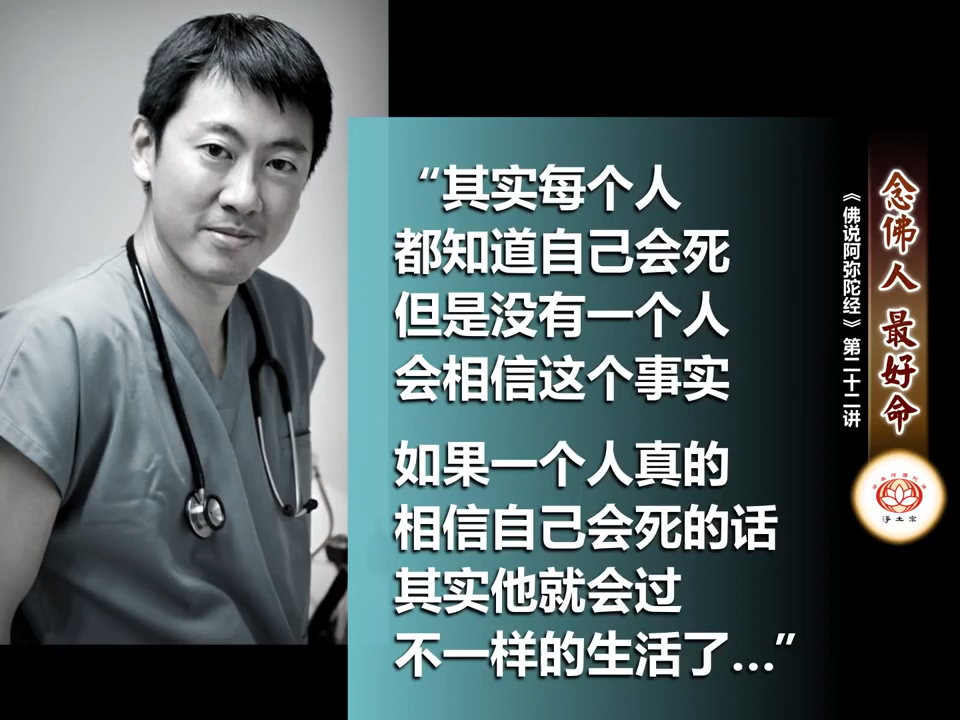 “其实每个人
都知道自己会死
但是没有一个人
会相信这个事实
如果一个人真的
相信自己会死的话
其实他就会过
不一样的生活了...”
《佛说阿弥陀经》第二十二讲
念佛人 最好命
净土宗